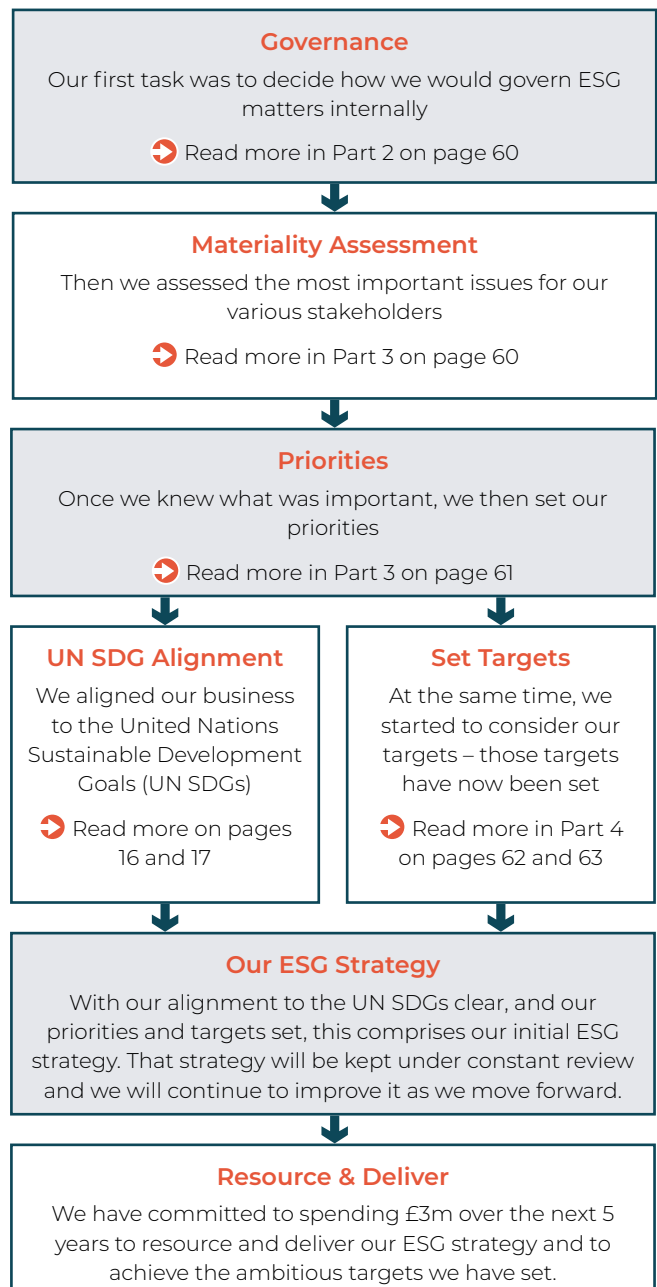 Governance
Our first task was to decide how we would govern ESG
matters internally
Read more in Part 2 on page 60
Materiality Assessment
Then we assessed the most important issues for our
various stakeholders
Read more in Part 3 on page 60
Priorities
Once we knew what was important, we then set our
priorities
Read more in Part 3 on page 61
UN SDG Alignment
We aligned our business
to the United Nations
Sustainable Development
Goals (UN SDGs)
Read more on pages
16 and 17
Set Targets
At the same time, we
started to consider our
targets – those targets
have now been set
Read more in Part 4
on pages 62 and 63
Our ESG Strategy
With our alignment to the UN SDGs clear, and our
priorities and targets set, this comprises our initial ESG
strategy. That strategy will be kept under constant review
and we will continue to improve it as we move forward.
Resource & Deliver
We have committed to spending £3m over the next 5
years to resource and deliver our ESG strategy and to
achieve the ambitious targets we have set.